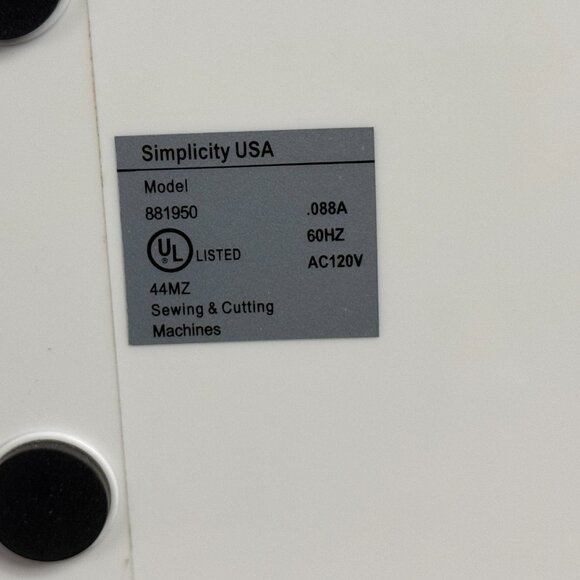 Simplicity USA
Model
881950 .088A
60HZ
UL LISTED AC120V
44MZ
Sewing & Cutting
Machines